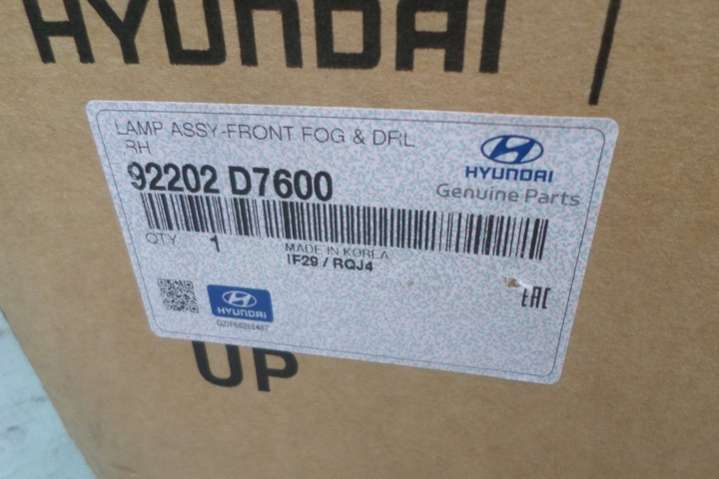 HYUNDAI
LAMP ASSY-FRONT FOG & DRL
RH
92202 D7600
HYUNDAI
Genuine Parts
QTY 1
MADE IN KOREA
IF29 / RQJ4
EAC
HYUNDAI
UP